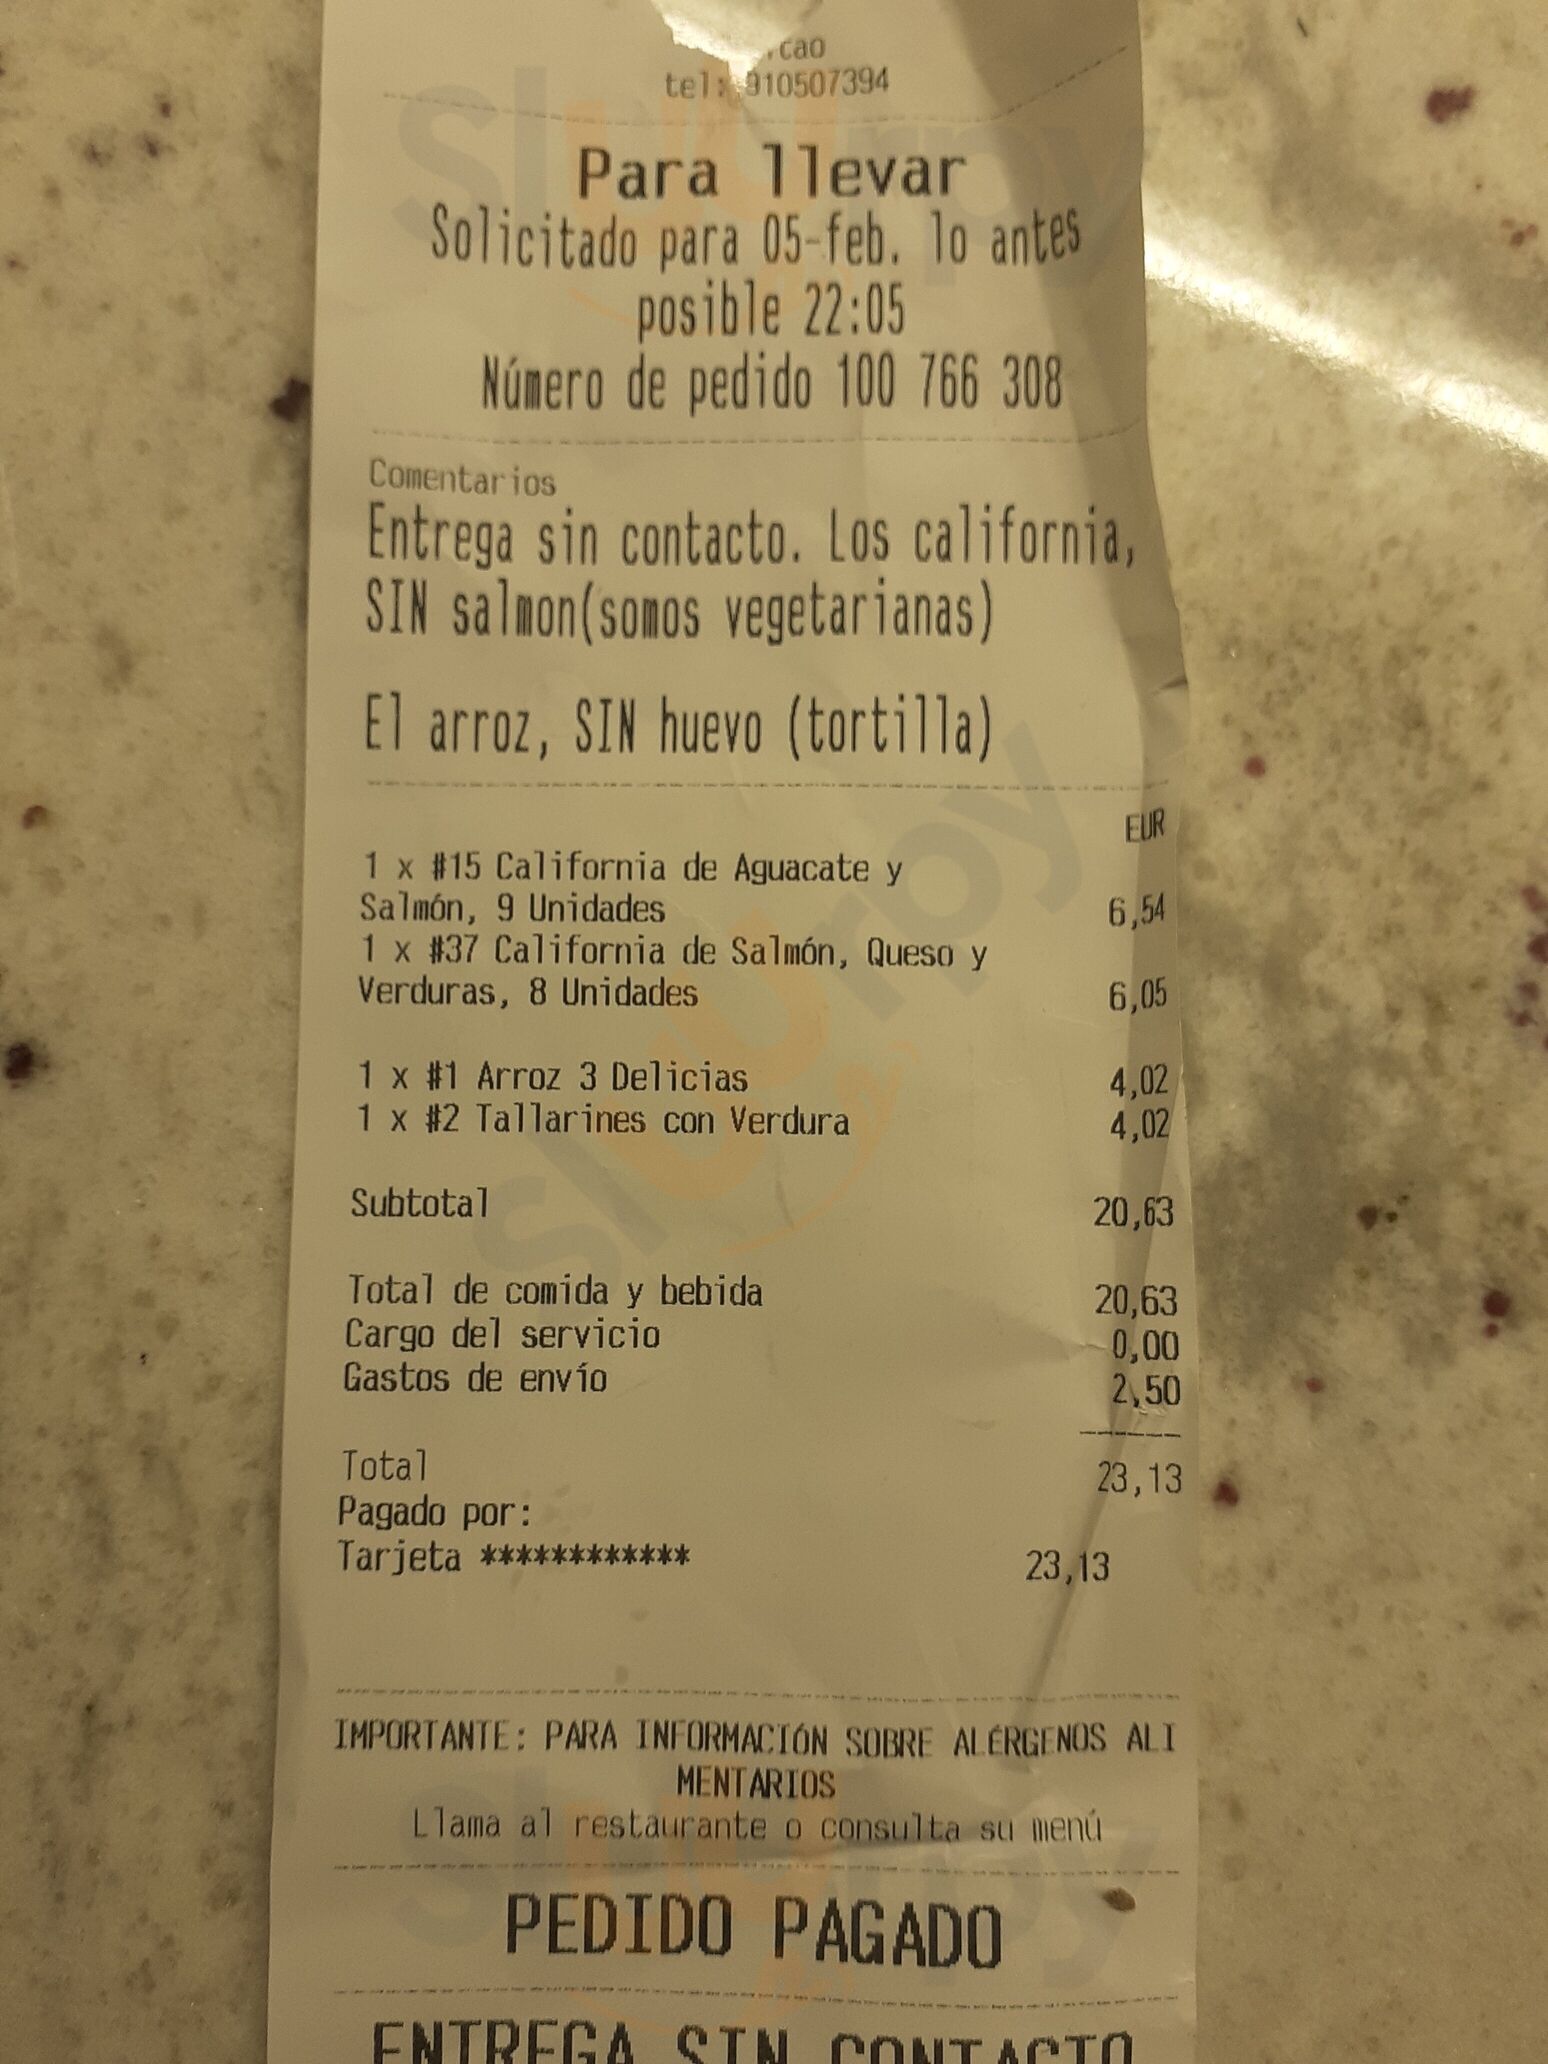 tel: 910507394
Para llevar
Solicitado para 05-feb. lo antes
posible 22:05
Número de pedido 100 766 308
Comentarios
Entrega sin contacto. Los california,
SIN salmon(somos vegetarianas)
El arroz, SIN huevo (tortilla)
EUR
1 x #15 California de Aguacate y
Salmón, 9 Unidades 6,54
1 x #37 California de Salmón, Queso y
Verduras, 8 Unidades 6,05
1 x #1 Arroz 3 Delicias 4,02
1 x #2 Tallarines con Verdura 4,02
Subtotal 20,63
Total de comida y bebida 20,63
Cargo del servicio 0,00
Gastos de envío 2,50
Total 23,13
Pagado por:
Tarjeta ************ 23,13
IMPORTANTE: PARA INFORMACIÓN SOBRE ALÉRGENOS ALI
MENTARIOS
Llama al restaurante o consulta su menú
PEDIDO PAGADO
ENTREGA SIN CONTACTO